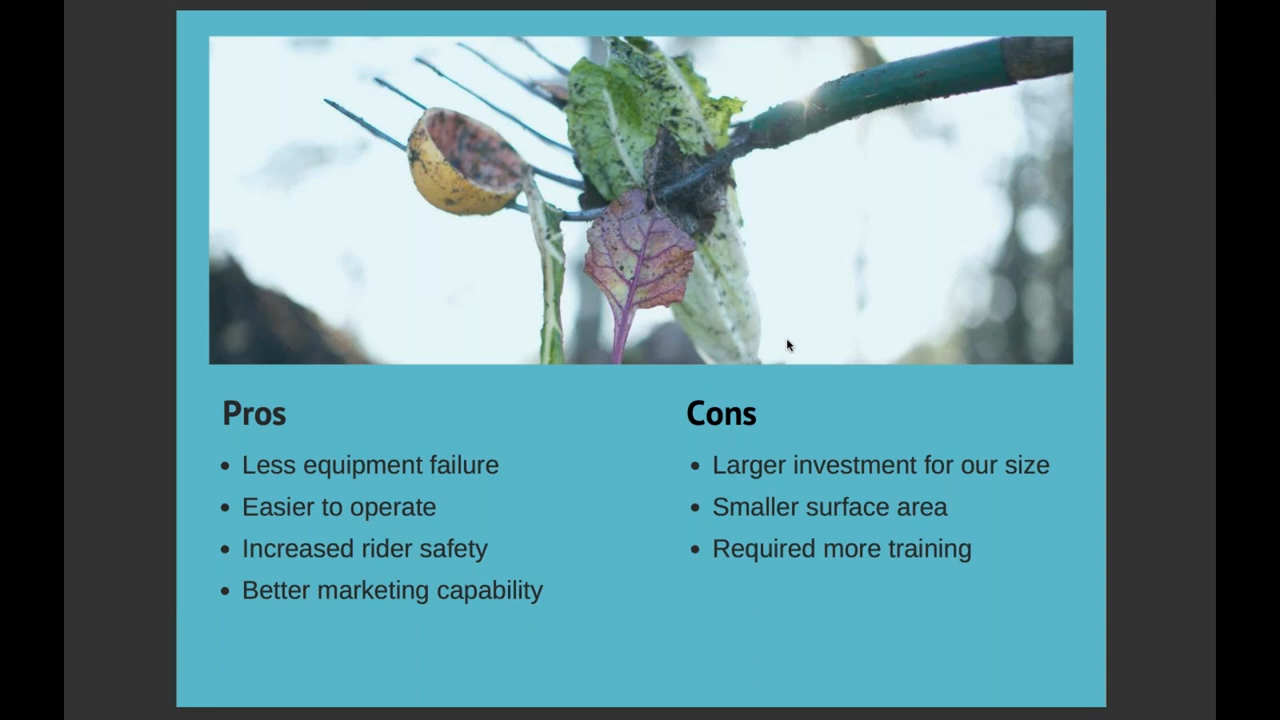 Pros
Less equipment failure
Easier to operate
Increased rider safety
Better marketing capability
Cons
Larger investment for our size
Smaller surface area
Required more training